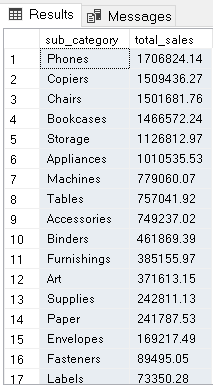 Results Messages
sub_category total_sales
1 Phones 1706824.14
2 Copiers 1509436.27
3 Chairs 1501681.76
4 Bookcases 1466572.24
5 Storage 1126812.97
6 Appliances 1010535.53
7 Machines 779060.07
8 Tables 757041.92
9 Accessories 749237.02
10 Binders 461869.39
11 Furnishings 385155.97
12 Art 371613.15
13 Supplies 242811.13
14 Paper 241787.53
15 Envelopes 169217.49
16 Fasteners 89495.05
17 Labels 73350.28